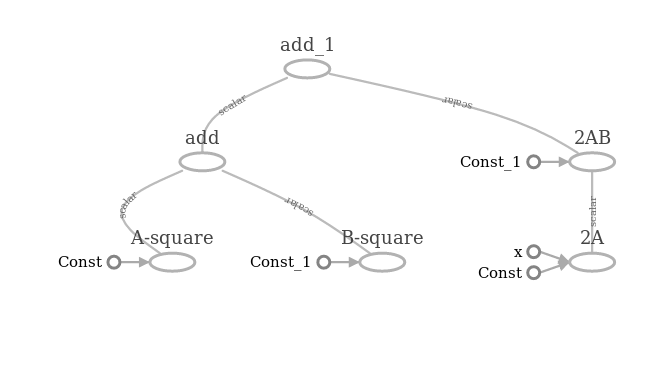 add_1
scalar
scalar
add
2AB
Const_1
scalar
scalar
scalar
A-square
B-square
2A
x
Const
Const_1
Const